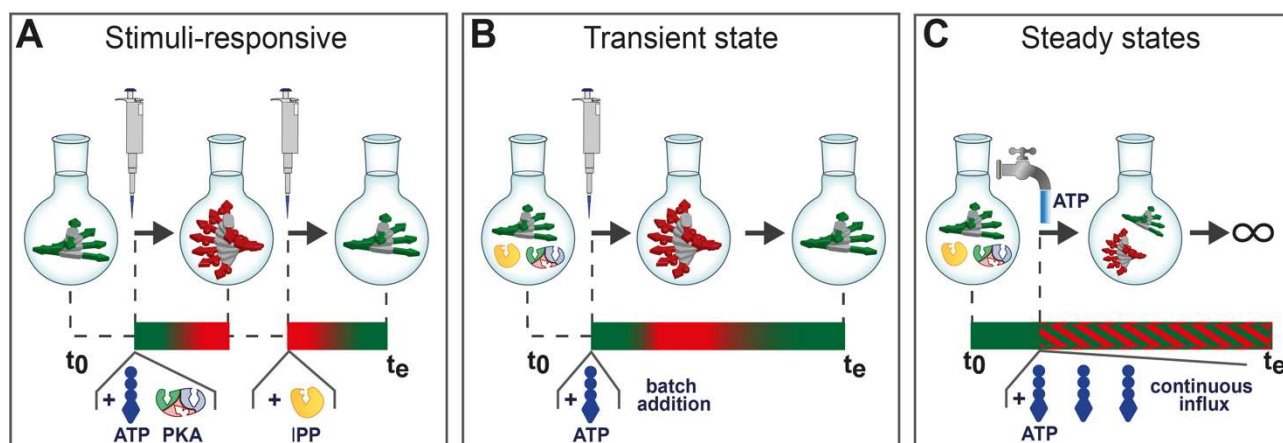 A Stimuli-responsive
t0
te
+
ATP
PKA
+
IPP
B Transient state
t0
te
+
ATP
batch
addition
C Steady states
ATP
∞
t0
te
+
ATP
continuous
influx